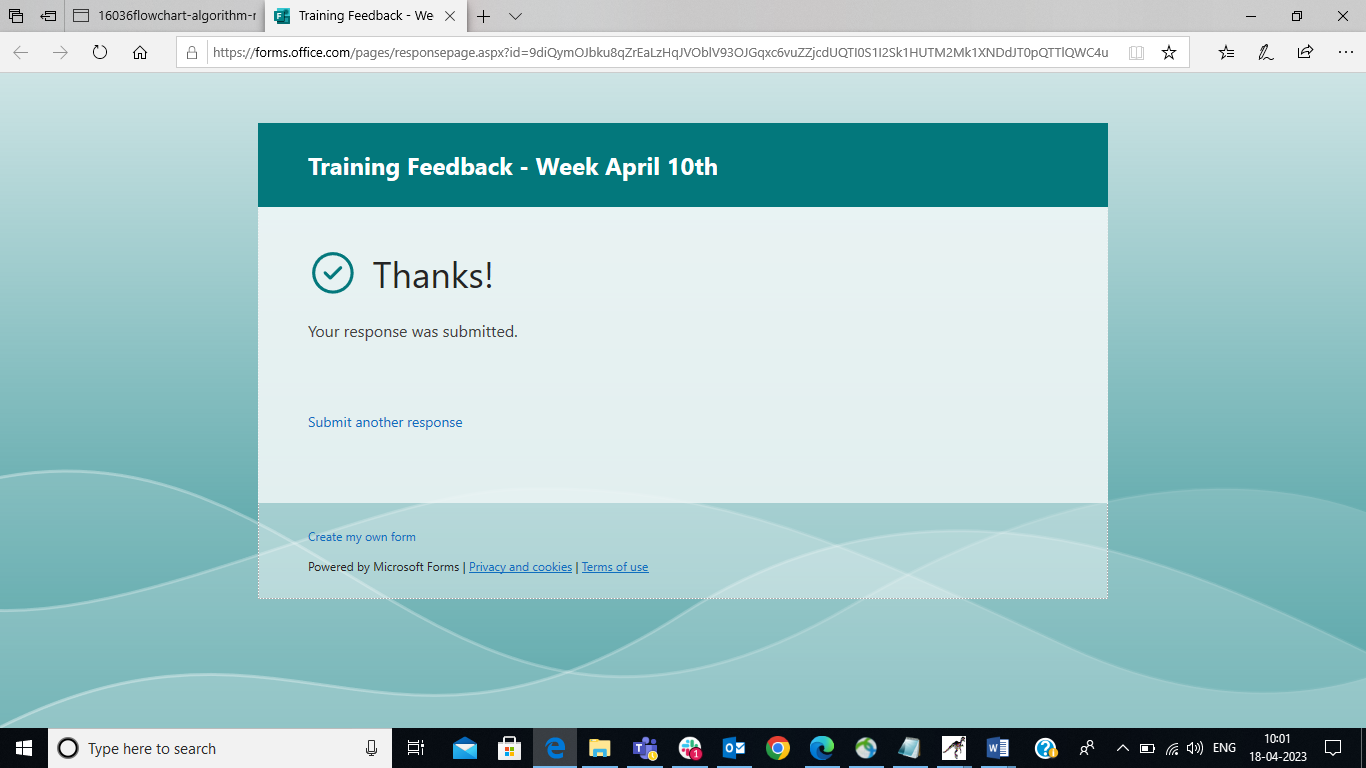 16036flowchart-algorithm-r
Training Feedback - We
https://forms.office.com/pages/responsepage.aspx?id=9diQymOJbku8qZrEaLzHqJVOblV93OJGqxc6vuZZjcdUQTI0S1I2Sk1HUTM2Mk1XNDdJT0pQTTlQWC4u
Training Feedback - Week April 10th
Thanks!
Your response was submitted.
Submit another response
Create my own form
Powered by Microsoft Forms | Privacy and cookies | Terms of use
Type here to search
1
ENG
10:01
18-04-2023